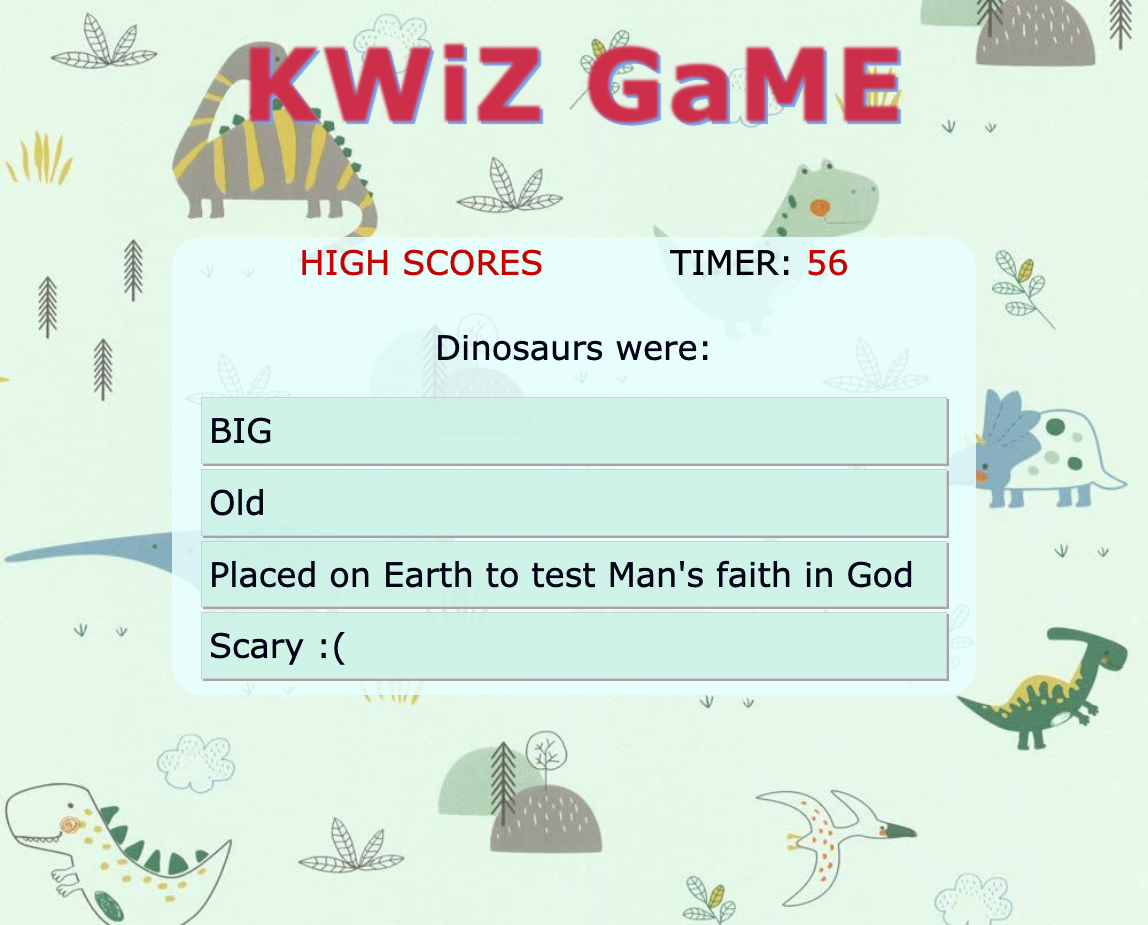 KWiZ GaME
HIGH SCORES TIMER: 56
Dinosaurs were:
BIG
Old
Placed on Earth to test Man's faith in God
Scary :(